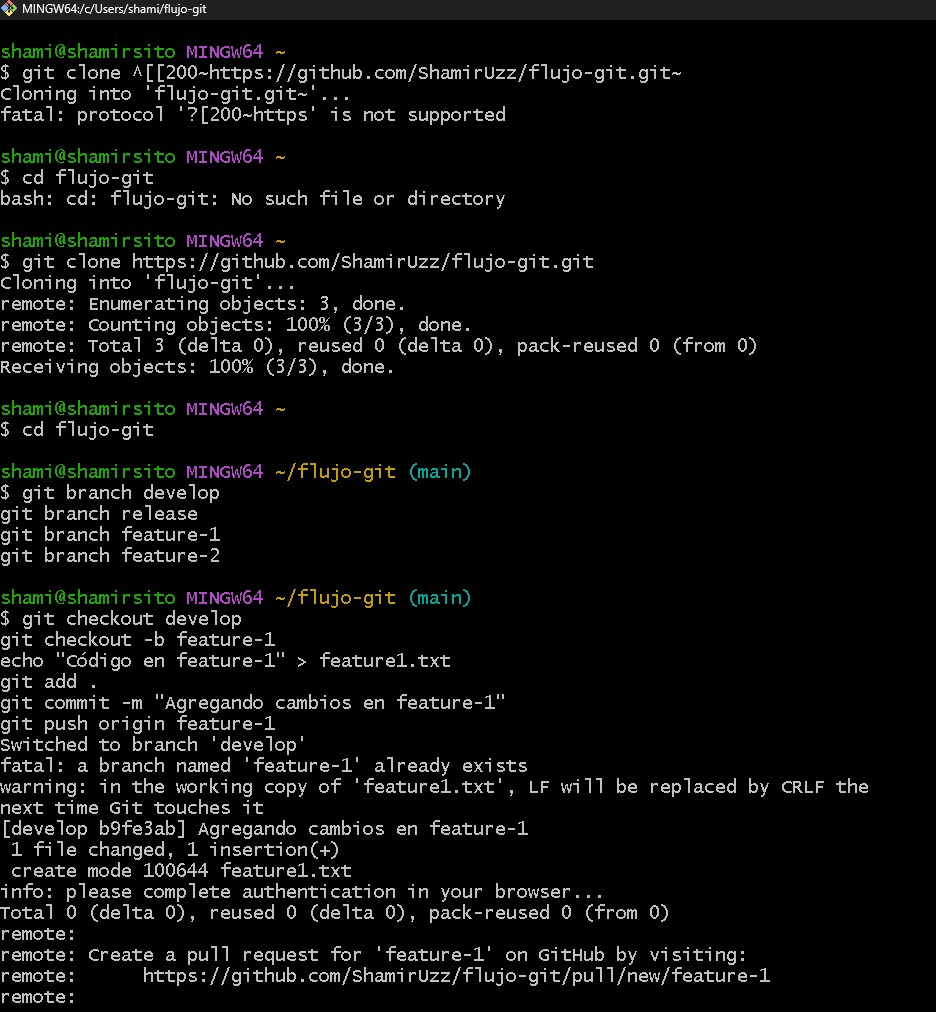 MINGW64:/c/Users/shami/flujo-git
shami@shamirsito MINGW64 ~
$ git clone ^[[200~https://github.com/ShamirUzz/flujo-git.git~
Cloning into 'flujo-git.git~'...
fatal: protocol '?[200~https' is not supported
shami@shamirsito MINGW64 ~
$ cd flujo-git
bash: cd: flujo-git: No such file or directory
shami@shamirsito MINGW64 ~
$ git clone https://github.com/ShamirUzz/flujo-git.git
Cloning into 'flujo-git'...
remote: Enumerating objects: 3, done.
remote: Counting objects: 100% (3/3), done.
remote: Total 3 (delta 0), reused 0 (delta 0), pack-reused 0 (from 0)
Receiving objects: 100% (3/3), done.
shami@shamirsito MINGW64 ~
$ cd flujo-git
shami@shamirsito MINGW64 ~/flujo-git (main)
$ git branch develop
git branch release
git branch feature-1
git branch feature-2
shami@shamirsito MINGW64 ~/flujo-git (main)
$ git checkout develop
git checkout -b feature-1
echo "Código en feature-1" > feature1.txt
git add .
git commit -m "Agregando cambios en feature-1"
git push origin feature-1
Switched to branch 'develop'
fatal: a branch named 'feature-1' already exists
warning: in the working copy of 'feature1.txt', LF will be replaced by CRLF the
next time Git touches it
[develop b9fe3ab] Agregando cambios en feature-1
 1 file changed, 1 insertion(+)
 create mode 100644 feature1.txt
info: please complete authentication in your browser...
Total 0 (delta 0), reused 0 (delta 0), pack-reused 0 (from 0)
remote:
remote: Create a pull request for 'feature-1' on GitHub by visiting:
remote:      https://github.com/ShamirUzz/flujo-git/pull/new/feature-1
remote: